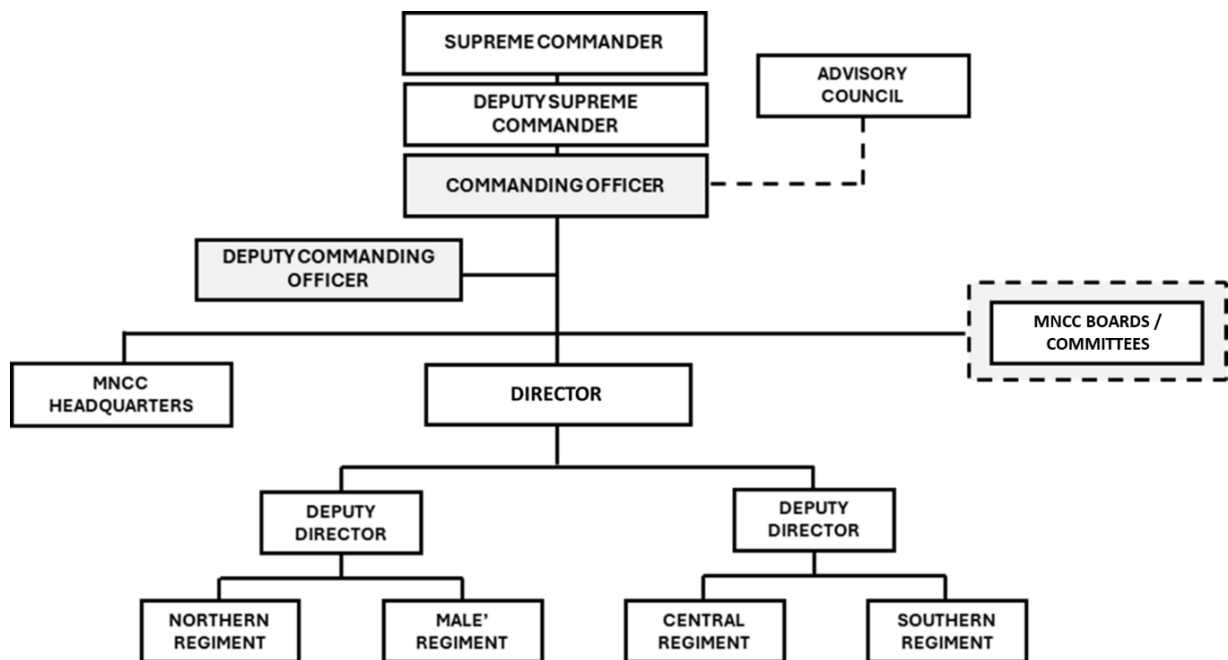 SUPREME COMMANDER
ADVISORY
COUNCIL
DEPUTY SUPREME
COMMANDER
COMMANDING OFFICER
DEPUTY COMMANDING
OFFICER
MNCC BOARDS /
COMMITTEES
MNCC
HEADQUARTERS
DIRECTOR
DEPUTY
DIRECTOR
DEPUTY
DIRECTOR
NORTHERN
REGIMENT
MALE'
REGIMENT
CENTRAL
REGIMENT
SOUTHERN
REGIMENT